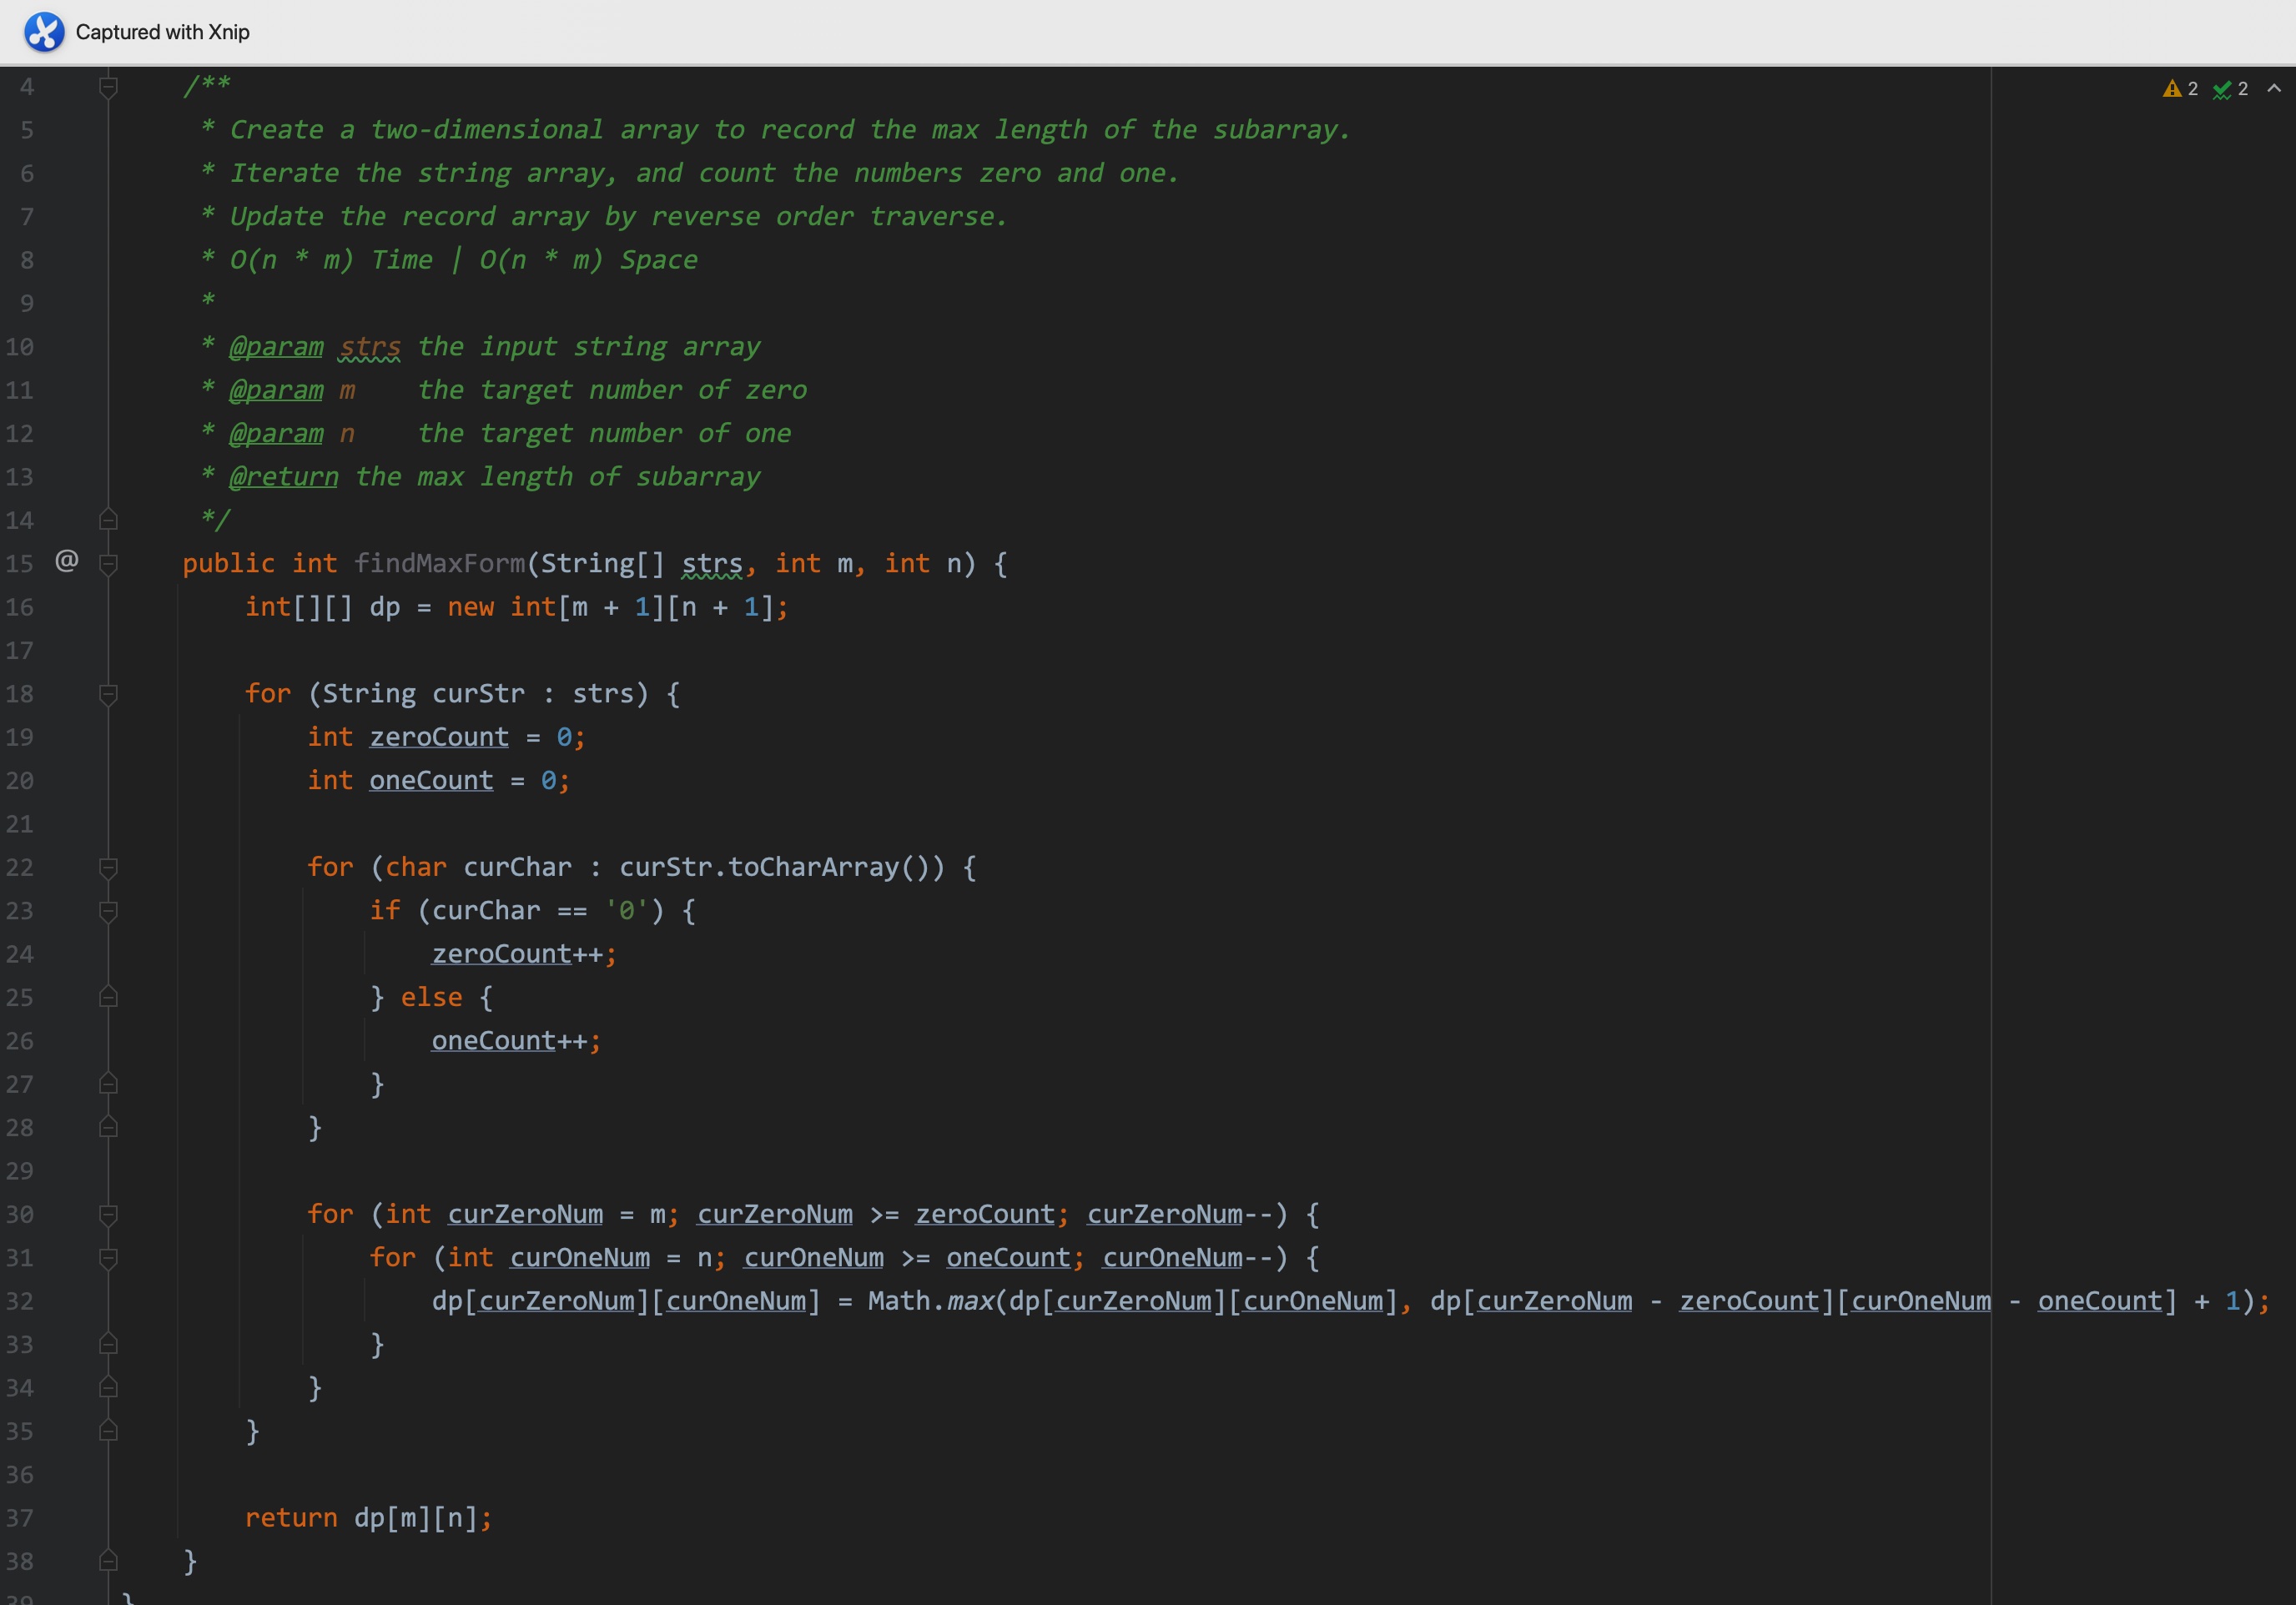 Captured with Xnip
2 2
4 /**
5 * Create a two-dimensional array to record the max length of the subarray.
6 * Iterate the string array, and count the numbers zero and one.
7 * Update the record array by reverse order traverse.
8 * O(n * m) Time | O(n * m) Space
9 *
10 * @param strs the input string array
11 * @param m    the target number of zero
12 * @param n    the target number of one
13 * @return the max length of subarray
14 */
15 @ public int findMaxForm(String[] strs, int m, int n) {
16 int[][] dp = new int[m + 1][n + 1];
17
18 for (String curStr : strs) {
19 int zeroCount = 0;
20 int oneCount = 0;
21
22 for (char curChar : curStr.toCharArray()) {
23 if (curChar == '0') {
24 zeroCount++;
25 } else {
26 oneCount++;
27 }
28 }
29
30 for (int curZeroNum = m; curZeroNum >= zeroCount; curZeroNum--) {
31 for (int curOneNum = n; curOneNum >= oneCount; curOneNum--) {
32 dp[curZeroNum][curOneNum] = Math.max(dp[curZeroNum][curOneNum], dp[curZeroNum - zeroCount][curOneNum - oneCount] + 1);
33 }
34 }
35 }
36
37 return dp[m][n];
38 }
39 }